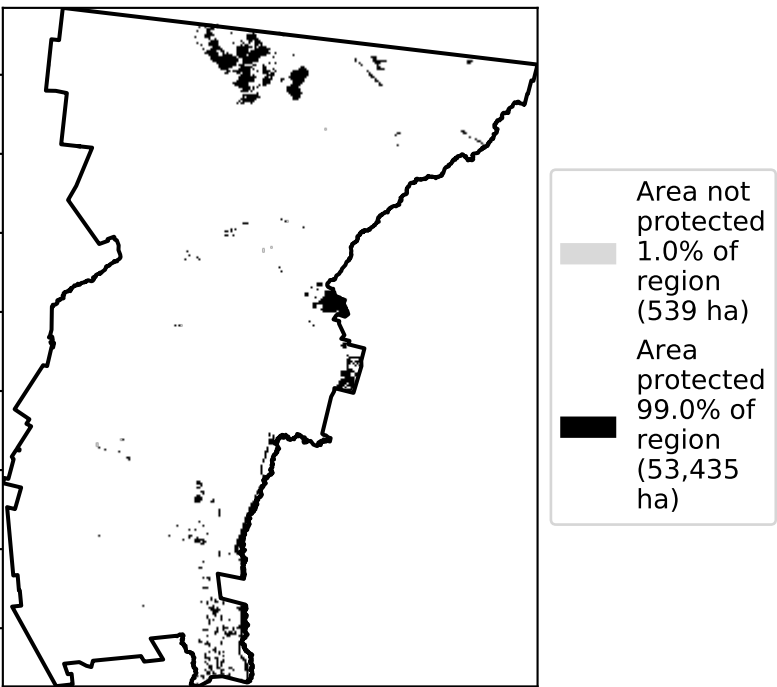 Area not
protected
1.0% of
region
(539 ha)
Area
protected
99.0% of
region
(53,435
ha)